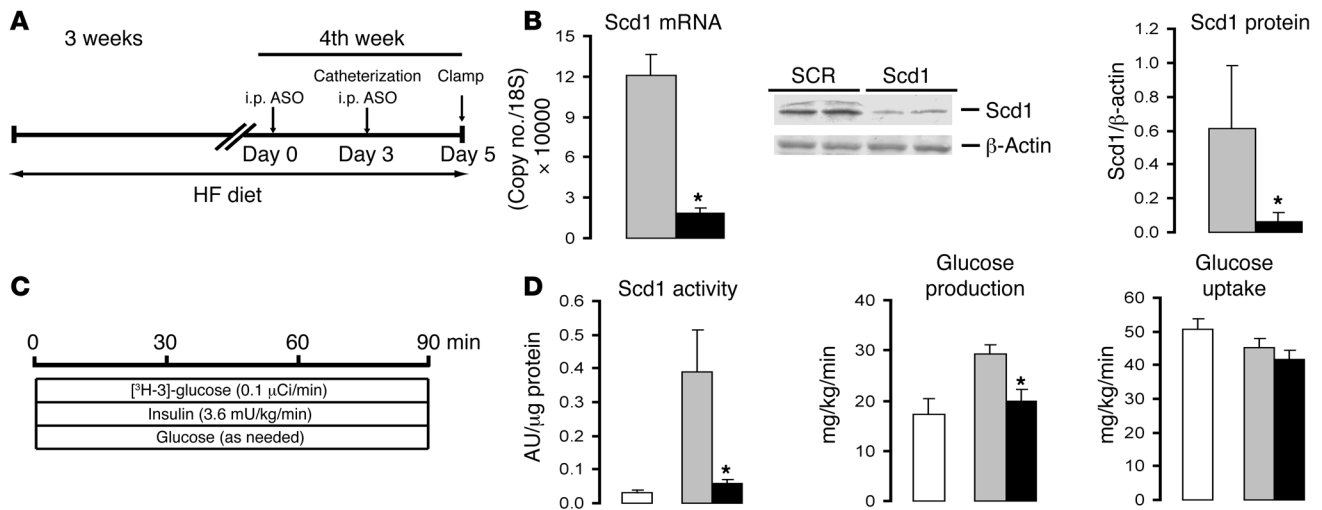 A
3 weeks
4th week
Catheterization
Clamp
i.p. ASO
i.p. ASO
Day 0
Day 3
Day 5
HF diet
B
Scd1 mRNA
(Copy no./18S)
× 10000
15
12
9
6
3
0
*
SCR
Scd1
Scd1
β-Actin
Scd1 protein
Scd1/β-actin
1.2
1.0
0.8
0.6
0.4
0.2
0.0
*
C
0
30
60
90 min
[³H-3]-glucose (0.1 μCi/min)
Insulin (3.6 mU/kg/min)
Glucose (as needed)
D
Scd1 activity
AU/μg protein
0.6
0.5
0.4
0.3
0.2
0.1
0.0
*
Glucose
production
mg/kg/min
40
30
20
10
0
*
Glucose
uptake
mg/kg/min
60
50
40
30
20
10
0